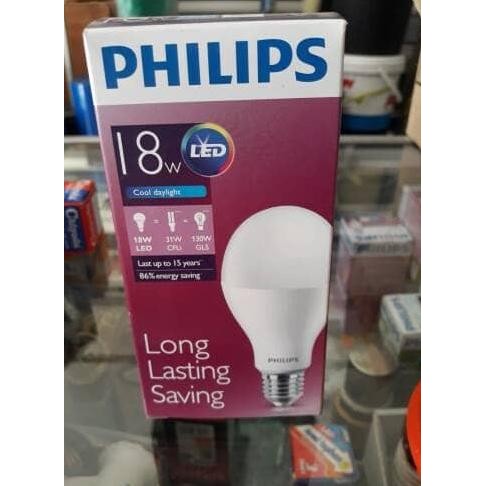 PHILIPS
18W
LED
Cool daylight
18W = 31W = 130W
LED CFLi GLS
Last up to 15 years*
86% energy saving*
Long
Lasting
Saving
PHILIPS